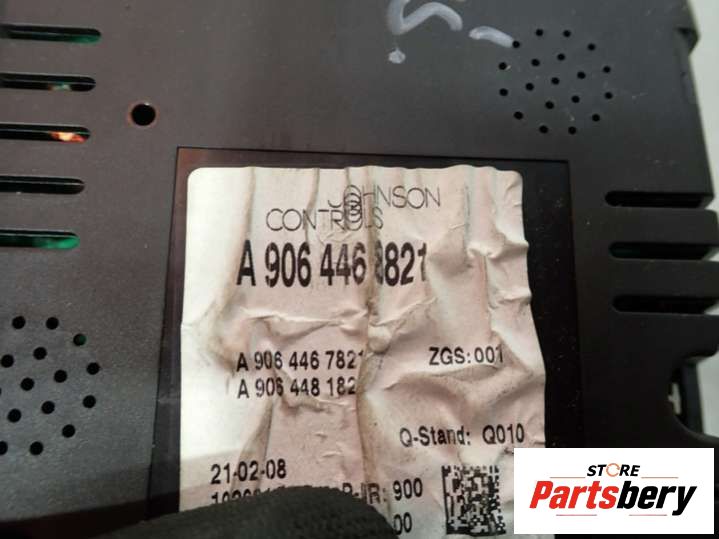 JOHNSON
CONTROLS
A 906 446 8821
A 906 446 7821
ZGS: 001
A 906 448 182
Q-Stand: Q010
21-02-08
900
00
STORE
Partsbery